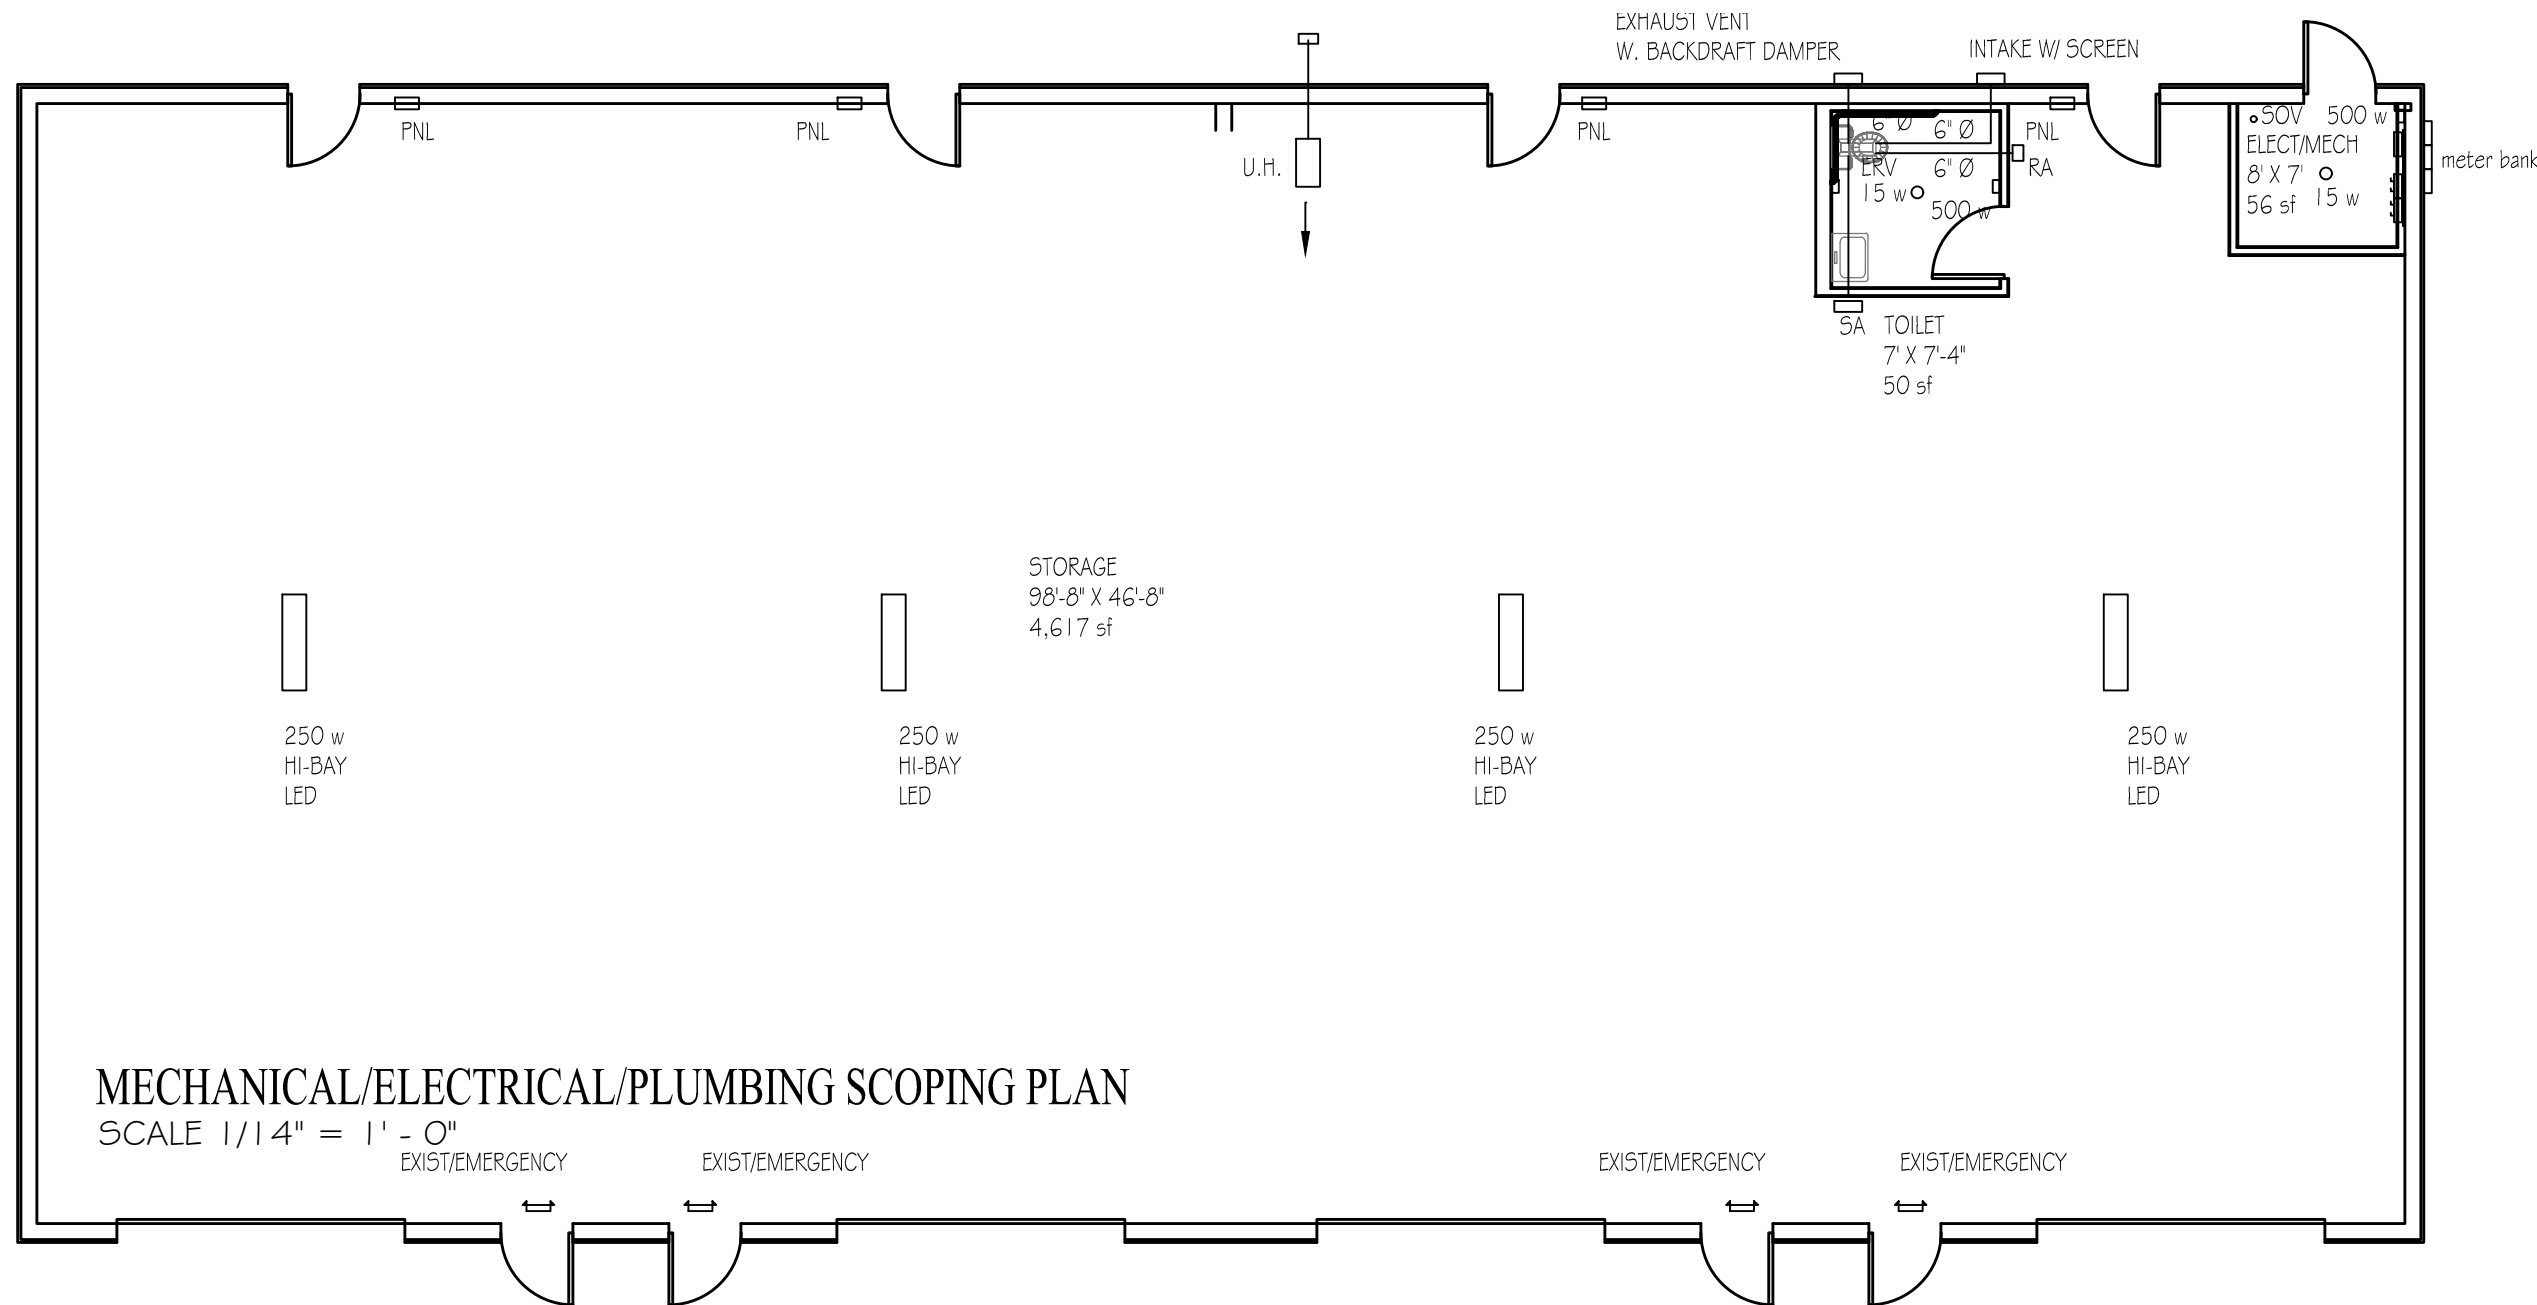 EXHAUST VENT
W. BACKDRAFT DAMPER
INTAKE W/ SCREEN
PNL
PNL
U.H.
PNL
6" Ø
6" Ø
ERV
6" Ø
15 w
500 w
PNL
RA
SOV 500 w
ELECT/MECH
8' X 7'
56 sf
15 w
meter bank
SA
TOILET
7' X 7'-4"
50 sf
STORAGE
98'-8" X 46'-8"
4,617 sf
250 w
HI-BAY
LED
250 w
HI-BAY
LED
250 w
HI-BAY
LED
250 w
HI-BAY
LED
MECHANICAL/ELECTRICAL/PLUMBING SCOPING PLAN
SCALE 1/14" = 1' - 0"
EXIST/EMERGENCY
EXIST/EMERGENCY
EXIST/EMERGENCY
EXIST/EMERGENCY